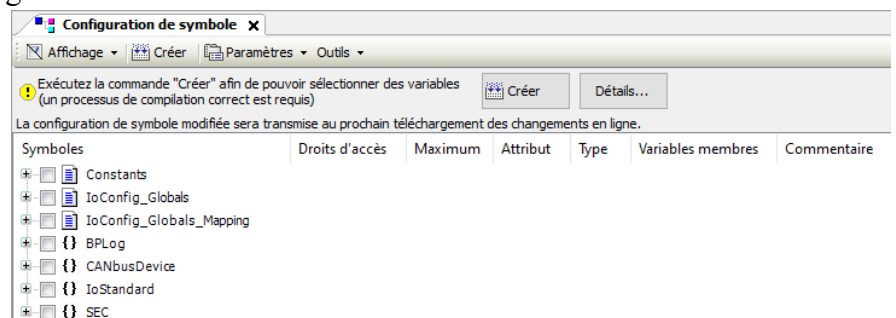 Configuration de symbole x
Affichage Créer Paramètres Outils
Exécutez la commande "Créer" afin de pouvoir sélectionner des variables
(un processus de compilation correct est requis)
Créer Détails...
La configuration de symbole modifiée sera transmise au prochain téléchargement des changements en ligne.
Symboles Droits d'accès Maximum Attribut Type Variables membres Commentaire
Constants
IoConfig_Globals
IoConfig_Globals_Mapping
{} BPLog
{} CANbusDevice
{} IoStandard
{} SEC